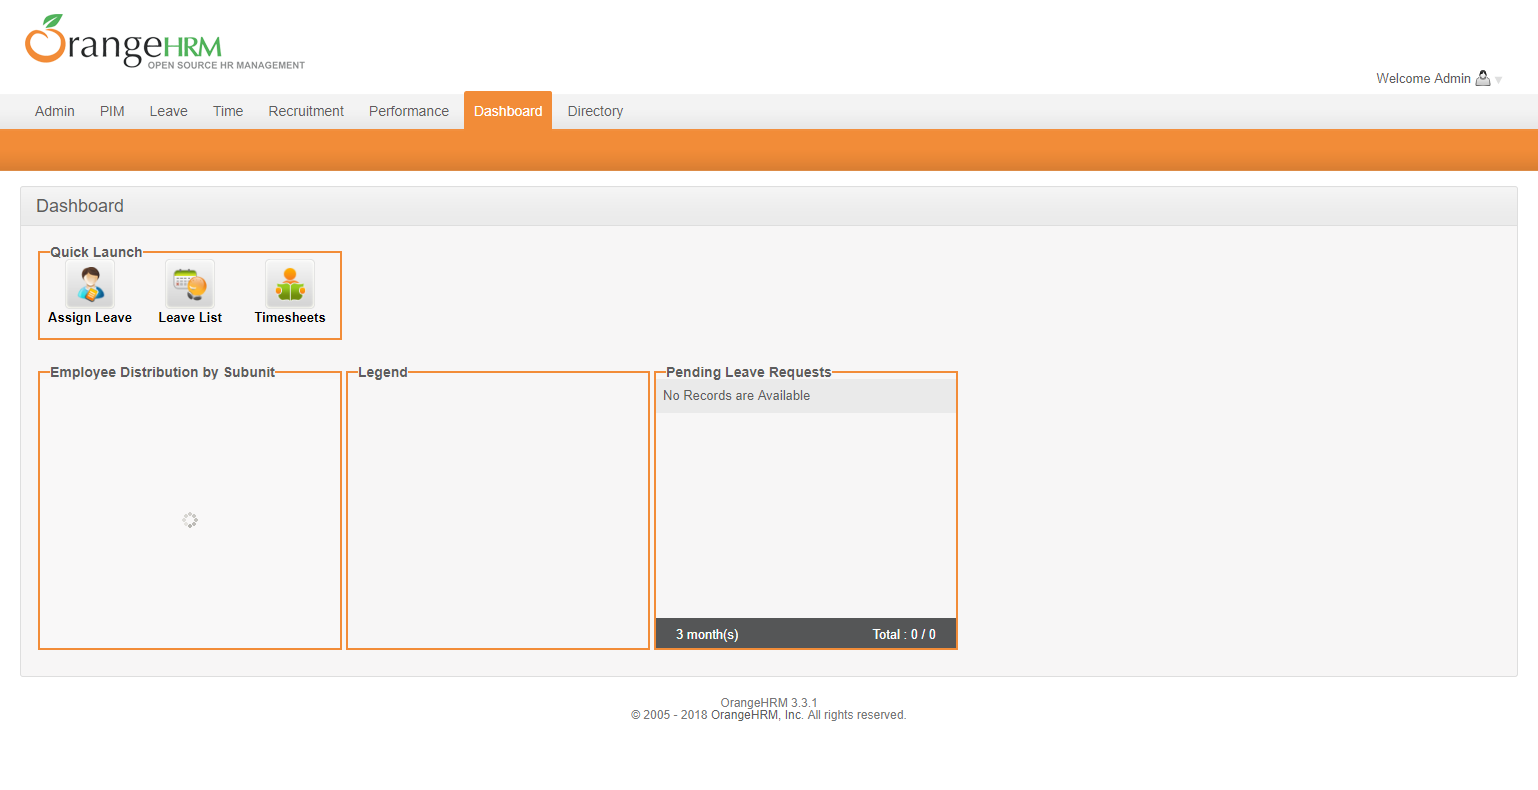 OrangeHRM
OPEN SOURCE HR MANAGEMENT
Welcome Admin
Admin PIM Leave Time Recruitment Performance Dashboard Directory
Dashboard
Quick Launch
Assign Leave Leave List Timesheets
Employee Distribution by Subunit Legend Pending Leave Requests
No Records are Available
3 month(s) Total : 0 / 0
OrangeHRM 3.3.1
© 2005 - 2018 OrangeHRM, Inc. All rights reserved.